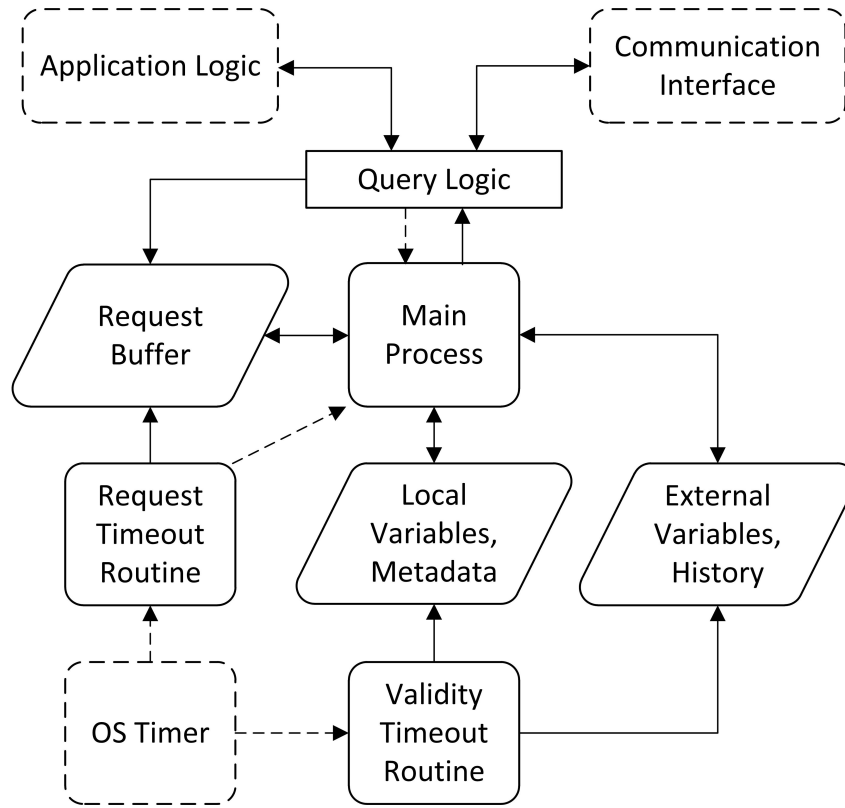 Application Logic
Communication
Interface
Query Logic
Request
Buffer
Main
Process
Request
Timeout
Routine
Local
Variables,
Metadata
External
Variables,
History
OS Timer
Validity
Timeout
Routine